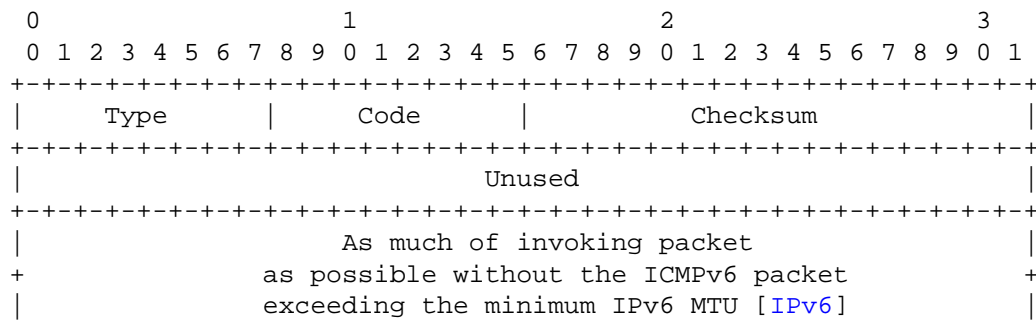 0                   1                   2                   3
 0 1 2 3 4 5 6 7 8 9 0 1 2 3 4 5 6 7 8 9 0 1 2 3 4 5 6 7 8 9 0 1
+-+-+-+-+-+-+-+-+-+-+-+-+-+-+-+-+-+-+-+-+-+-+-+-+-+-+-+-+-+-+-+-+
|     Type      |     Code      |          Checksum             |
+-+-+-+-+-+-+-+-+-+-+-+-+-+-+-+-+-+-+-+-+-+-+-+-+-+-+-+-+-+-+-+-+
|                             Unused                            |
+-+-+-+-+-+-+-+-+-+-+-+-+-+-+-+-+-+-+-+-+-+-+-+-+-+-+-+-+-+-+-+-+
|                    As much of invoking packet                 |
+               as possible without the ICMPv6 packet           +
|               exceeding the minimum IPv6 MTU [IPv6]           |